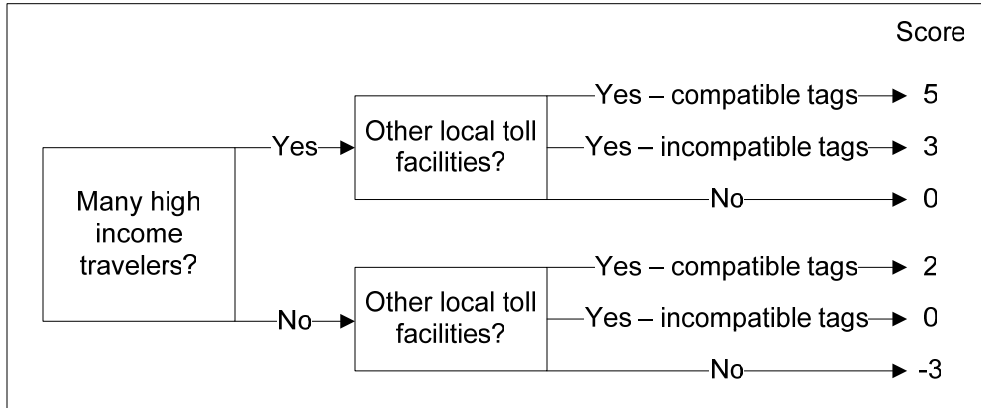 Score
Many high
income
travelers?
Yes
Other local toll
facilities?
Yes – compatible tags 5
Yes – incompatible tags 3
No 0
No
Other local toll
facilities?
Yes – compatible tags 2
Yes – incompatible tags 0
No -3